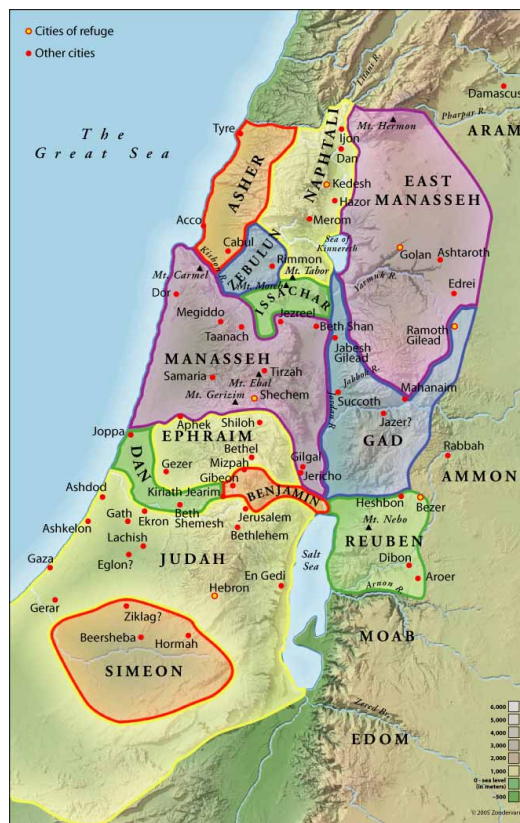 Cities of refuge
Other cities
The
Great Sea
Litani R.
Damascus
Pharpar R.
ARAM
Mt. Hermon
Tyre
Ijon
Dan
ASHER
NAPHTALI
Kedesh
Hazor
EAST
MANASSEH
Merom
Acco
Sea of
Kinnereth
Golan
Ashtaroth
Cabul
Kishon R.
ZEBULUN
Rimmon
Mt. Tabor
Yarmuk R.
Mt. Carmel
Mt. Moreh
Edrei
Dor
ISSACHAR
Megiddo
Jezreel
Taanach
Beth Shan
Ramoth
Gilead
Jabesh
Gilead
MANASSEH
Samaria
Tirzah
Mt. Ebal
Jabbok R.
Mt. Gerizim
Shechem
Succoth
Mahanaim
Jordan R.
Jazer?
Aphek
Shiloh
Joppa
EPHRAIM
GAD
DAN
Bethel
Rabbah
Gezer
Mizpah
Gilgal
Gibeon
Jericho
AMMON
Kiriath Jearim
BENJAMIN
Ashdod
Heshbon
Bezer
Gath
Ekron
Beth
Shemesh
Jerusalem
Mt. Nebo
Ashkelon
Bethlehem
REUBEN
Lachish
Eglon?
JUDAH
Salt
Sea
Gaza
En Gedi
Dibon
Aroer
Hebron
Arnon R.
Gerar
Ziklag?
Beersheba
Hormah
MOAB
SIMEON
Zered Br.
EDOM
6,000
5,000
4,000
3,000
2,000
1,000
0 - sea level
(in meters)
-500
© 2005 Zondervan